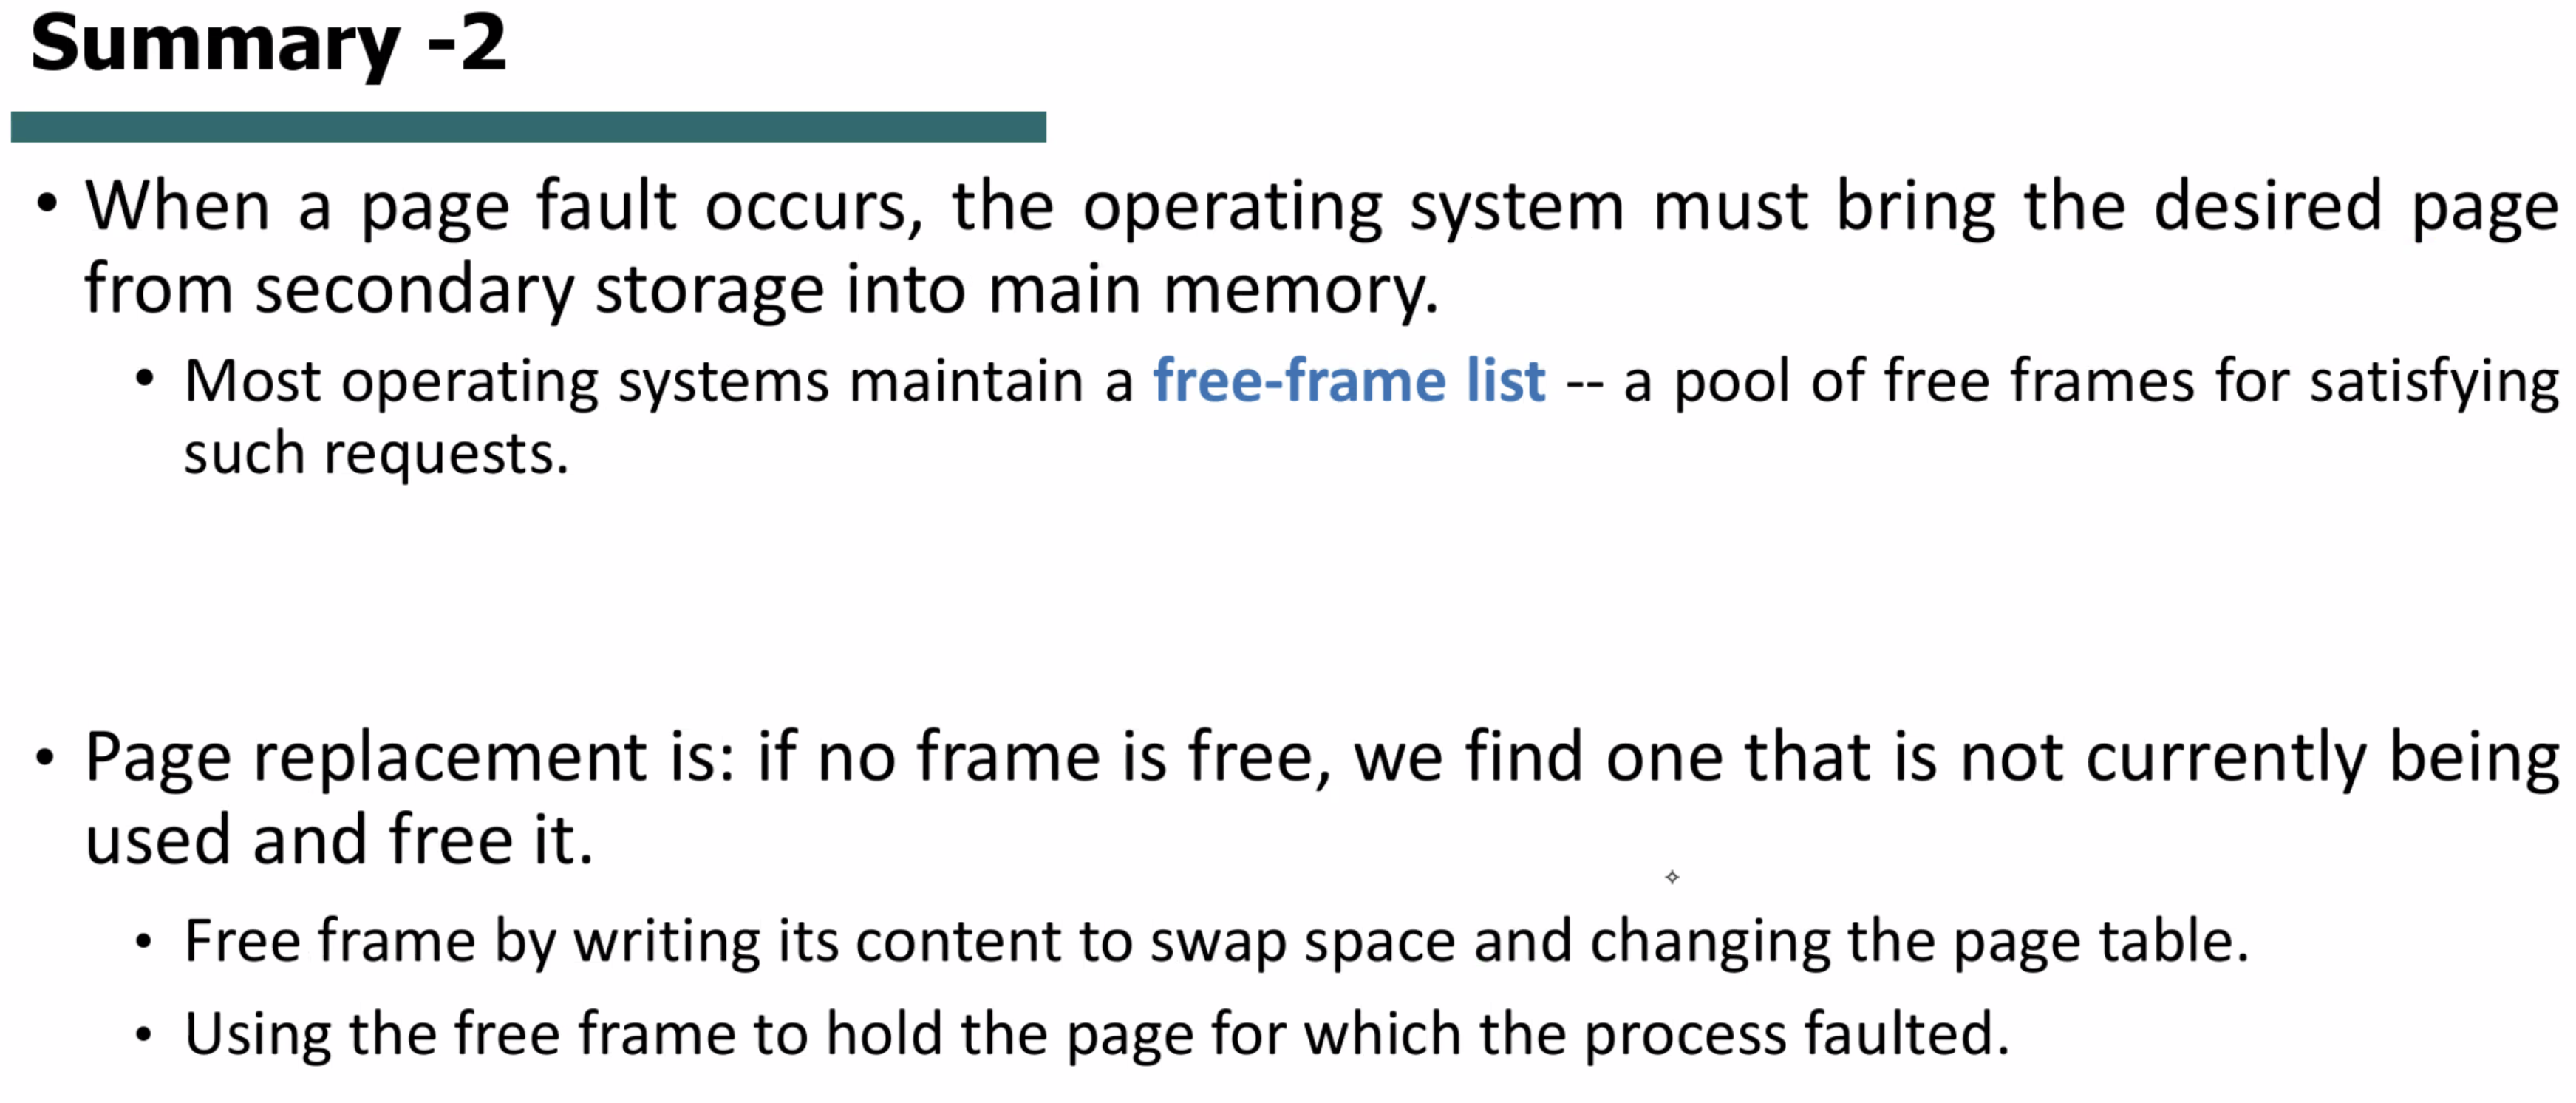 Summary -2
• When a page fault occurs, the operating system must bring the desired page
from secondary storage into main memory.
• Most operating systems maintain a free-frame list -- a pool of free frames for satisfying
such requests.
• Page replacement is: if no frame is free, we find one that is not currently being
used and free it.
• Free frame by writing its content to swap space and changing the page table.
• Using the free frame to hold the page for which the process faulted.